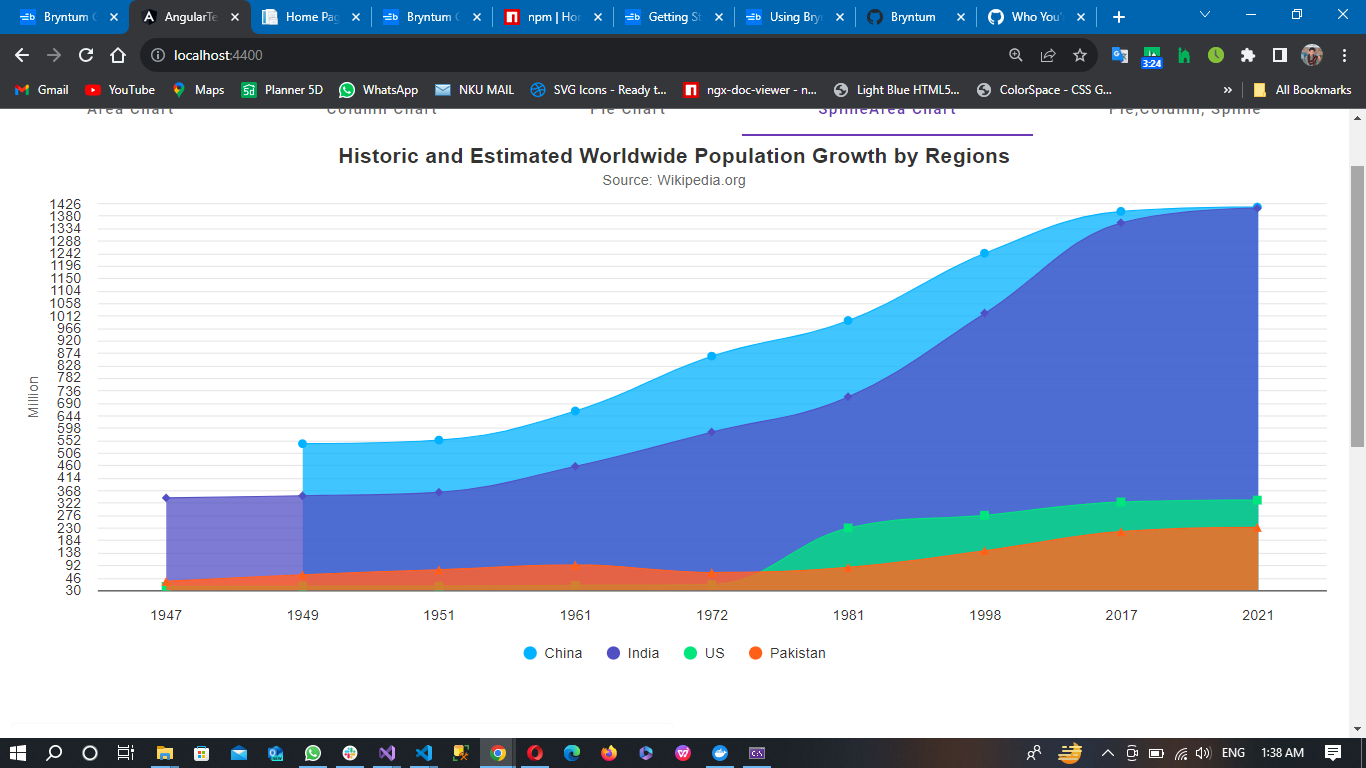 Bryntum
AngularTe
Home Pag
Bryntum
npm | Ho
Getting St
Using Bryn
Bryntum
Who You'
localhost:4400
3:24
Gmail
YouTube
Maps
5d
Planner 5D
WhatsApp
NKU MAIL
SVG Icons - Ready t...
ngx-doc-viewer - n...
Light Blue HTML5...
ColorSpace - CSS G...
»
All Bookmarks
Area Chart
Column Chart
Pie Chart
SplineArea Chart
Pie,Column, Spline
Historic and Estimated Worldwide Population Growth by Regions
Source: Wikipedia.org
Million
1426
1380
1334
1288
1242
1196
1150
1104
1058
1012
966
920
874
828
782
736
690
644
598
552
506
460
414
368
322
276
230
184
138
92
46
30
1947 1949 1951 1961 1972 1981 1998 2017 2021
China India US Pakistan
ENG
1:38 AM